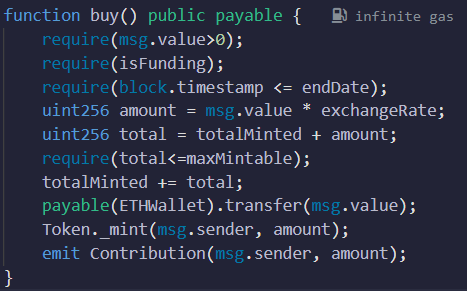 function buy() public payable { infinite gas
require(msg.value>0);
require(isFunding);
require(block.timestamp <= endDate);
uint256 amount = msg.value * exchangeRate;
uint256 total = totalMinted + amount;
require(total<=maxMintable);
totalMinted += total;
payable(ETHWallet).transfer(msg.value);
Token._mint(msg.sender, amount);
emit Contribution(msg.sender, amount);
}